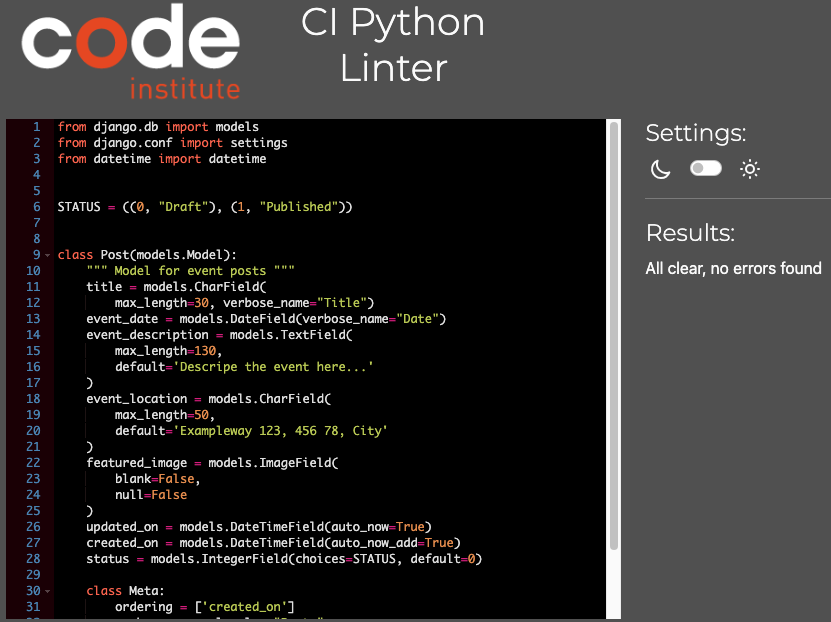 code
institute
CI Python
Linter
1 from django.db import models
2 from django.conf import settings
3 from datetime import datetime
4
5
6 STATUS = ((0, "Draft"), (1, "Published"))
7
8
9 class Post(models.Model):
10     """ Model for event posts """
11     title = models.CharField(
12         max_length=30, verbose_name="Title")
13     event_date = models.DateField(verbose_name="Date")
14     event_description = models.TextField(
15         max_length=130,
16         default='Descripe the event here...'
17     )
18     event_location = models.CharField(
19         max_length=50,
20         default='Exampleway 123, 456 78, City'
21     )
22     featured_image = models.ImageField(
23         blank=False,
24         null=False
25     )
26     updated_on = models.DateTimeField(auto_now=True)
27     created_on = models.DateTimeField(auto_now_add=True)
28     status = models.IntegerField(choices=STATUS, default=0)
29
30     class Meta:
31         ordering = ['created_on']
Settings:
Results:
All clear, no errors found